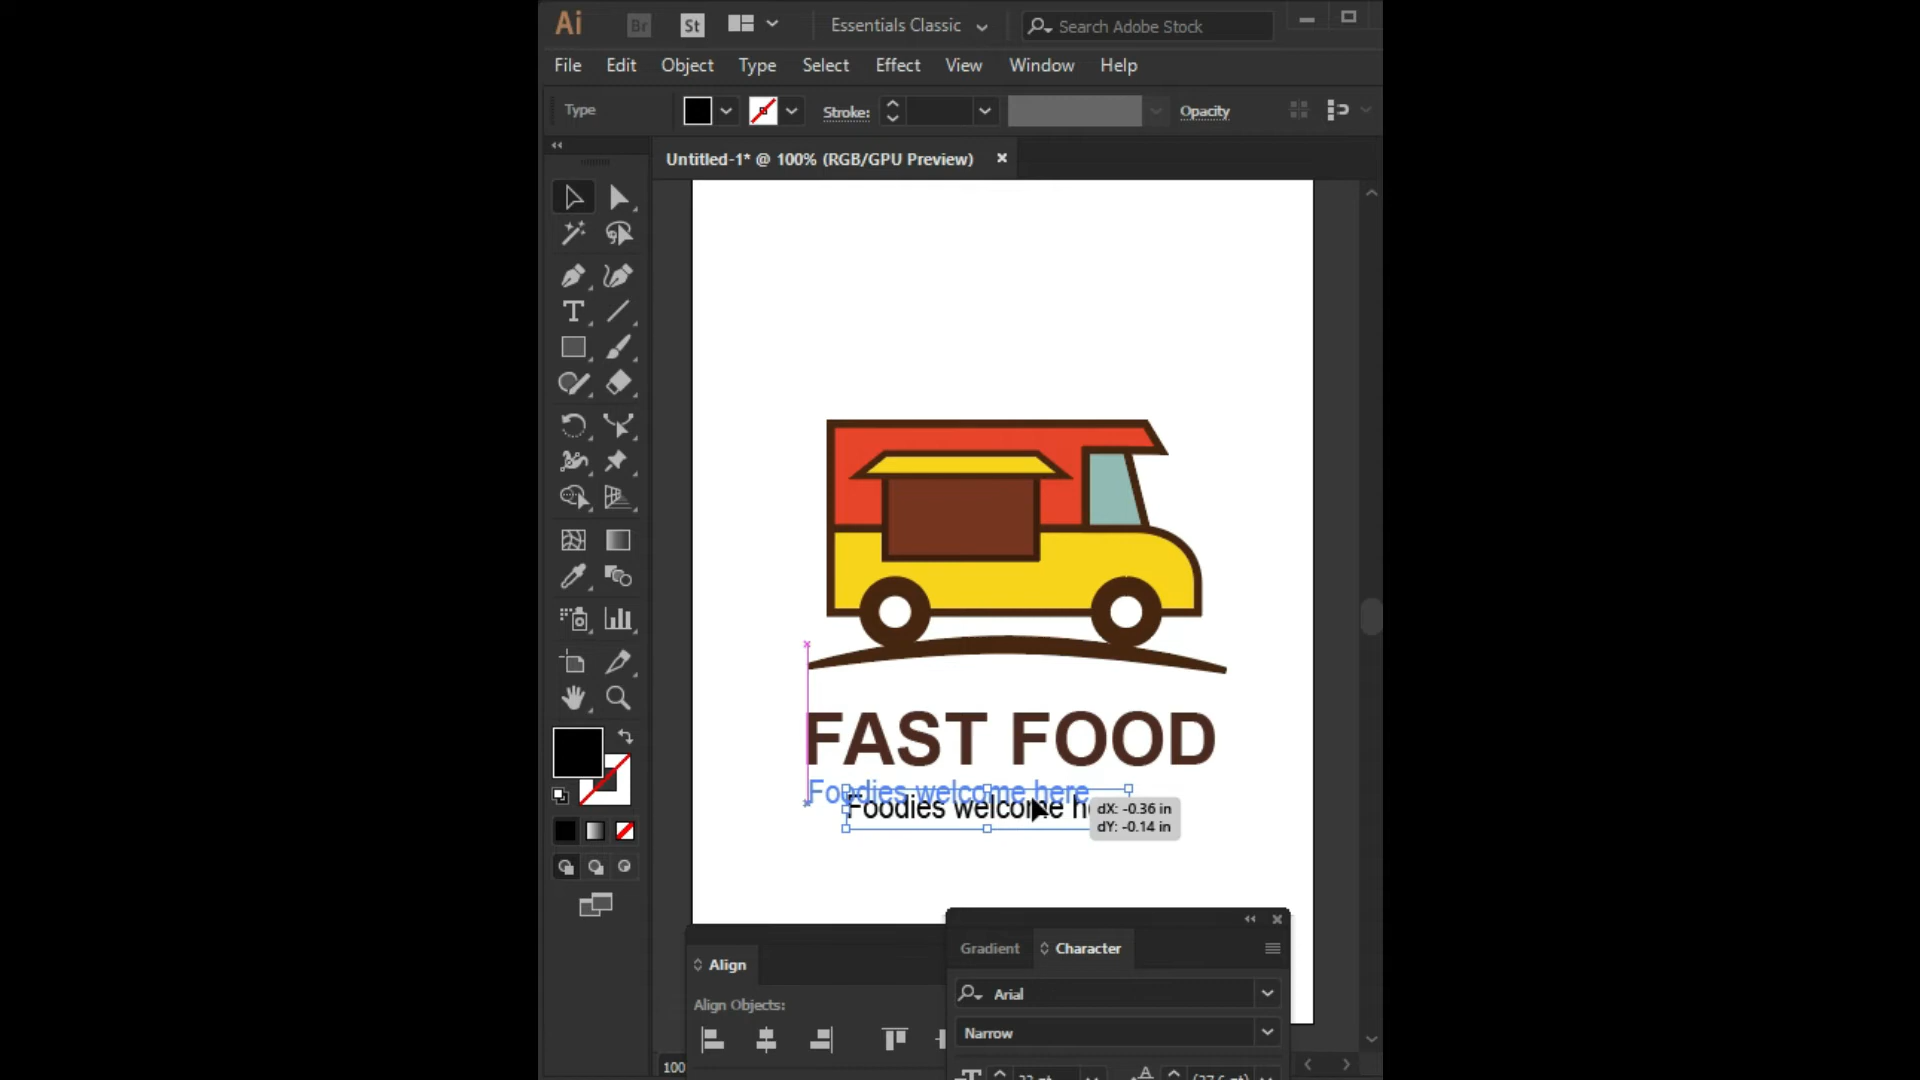 Ai Br St Essentials Classic Search Adobe Stock
File Edit Object Type Select Effect View Window Help
Type Stroke: Opacity
Untitled-1* @ 100% (RGB/GPU Preview)
FAST FOOD
Foodies welcome here
Foodies welcome
dX: -0.36 in
dY: -0.14 in
Gradient Character
Align
Arial
Align Objects:
Narrow
100